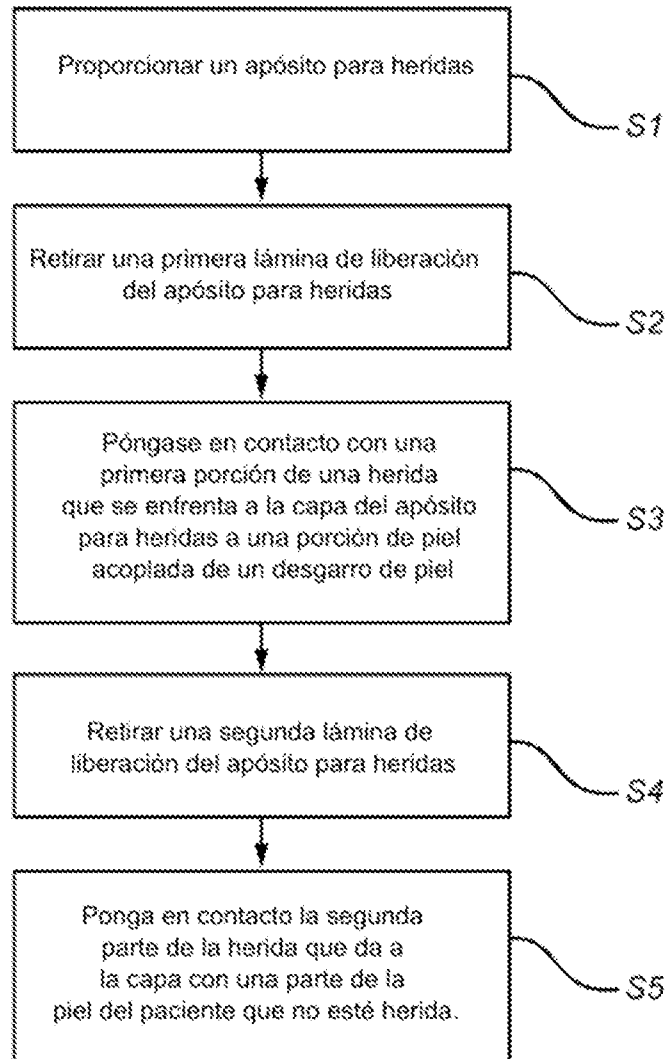 Proporcionar un apósito para heridas
S1
Retirar una primera lámina de liberación
del apósito para heridas
S2
Póngase en contacto con una
primera porción de una herida
que se enfrenta a la capa del apósito
para heridas a una porción de piel
acoplada de un desgarro de piel
S3
Retirar una segunda lámina de
liberación del apósito para heridas
S4
Ponga en contacto la segunda
parte de la herida que da a
la capa con una parte de la
piel del paciente que no esté herida.
S5